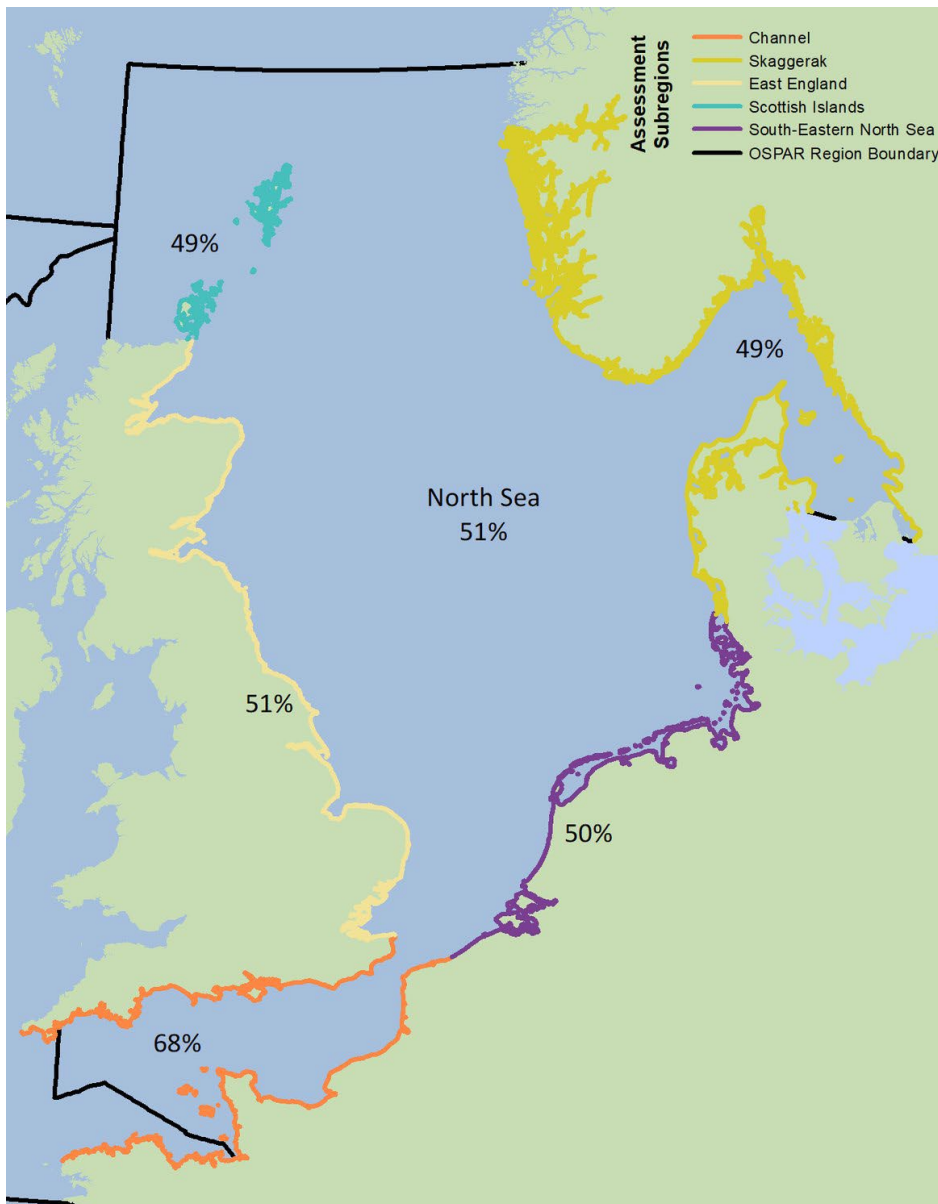 Assessment
Subregions
Channel
Skaggerak
East England
Scottish Islands
South-Eastern North Sea
OSPAR Region Boundary
49%
49%
North Sea
51%
51%
50%
68%